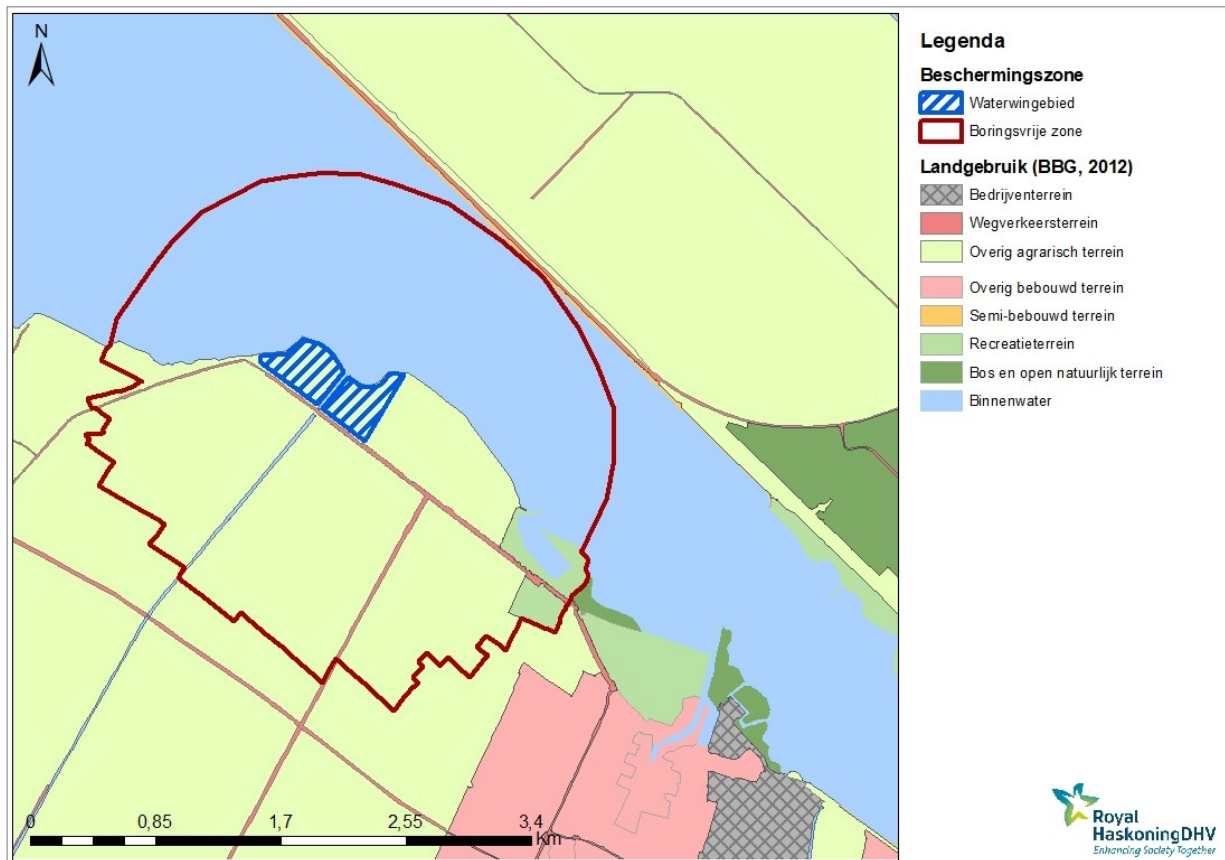 N
Legenda
Beschermingszone
Waterwingebied
Boringsvrije zone
Landgebruik (BBG, 2012)
Bedrijventerrein
Wegverkeersterrein
Overig agrarisch terrein
Overig bebouwd terrein
Semi-bebouwd terrein
Recreatieterrein
Bos en open natuurlijk terrein
Binnenwater
0 0,85 1,7 2,55 3,4
Km
Royal
HaskoningDHV
Enhancing Society Together